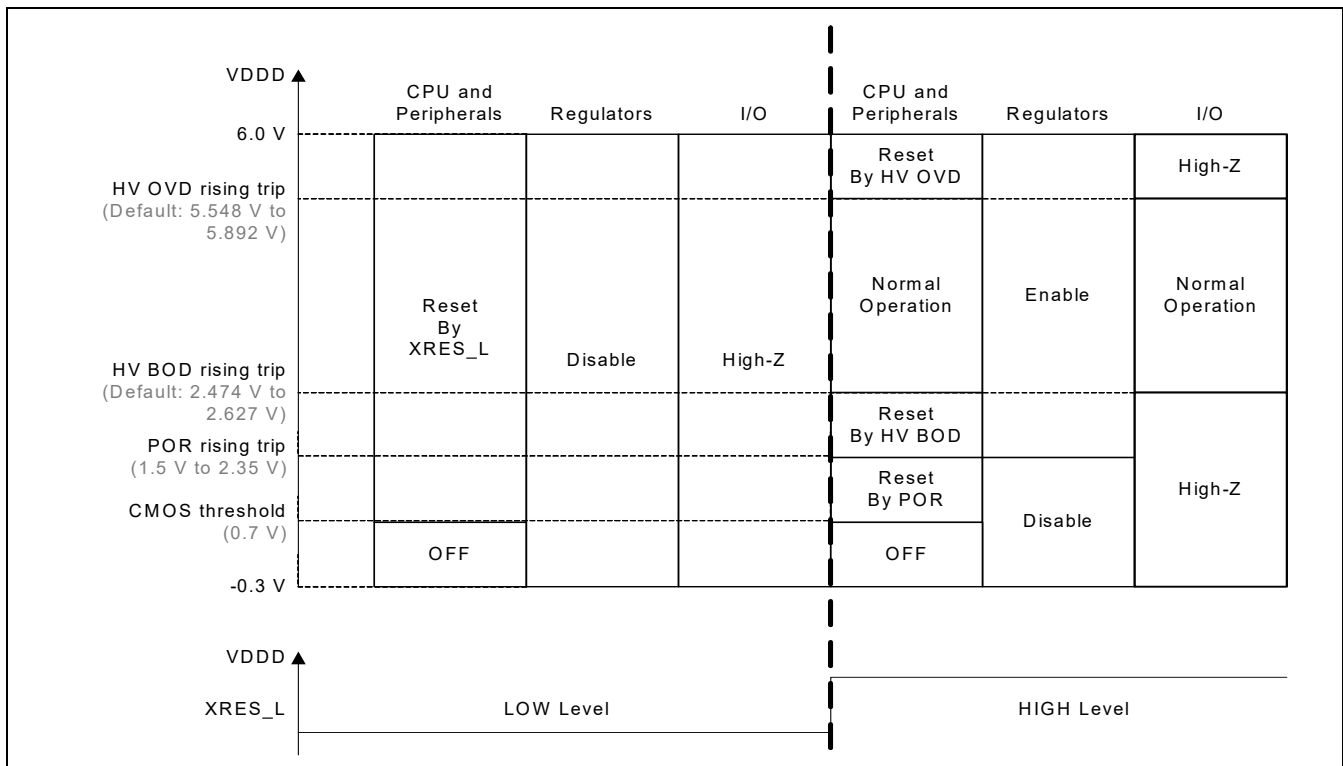 VDDD
CPU and
Peripherals
Regulators
I/O
CPU and
Peripherals
Regulators
I/O
6.0 V
Reset
By HV OVD
High-Z
HV OVD rising trip
(Default: 5.548 V to
5.892 V)
Reset
By
XRES_L
Disable
High-Z
Normal
Operation
Enable
Normal
Operation
HV BOD rising trip
(Default: 2.474 V to
2.627 V)
Reset
By HV BOD
POR rising trip
(1.5 V to 2.35 V)
Reset
By POR
Disable
High-Z
CMOS threshold
(0.7 V)
OFF
OFF
-0.3 V
VDDD
XRES_L
LOW Level
HIGH Level